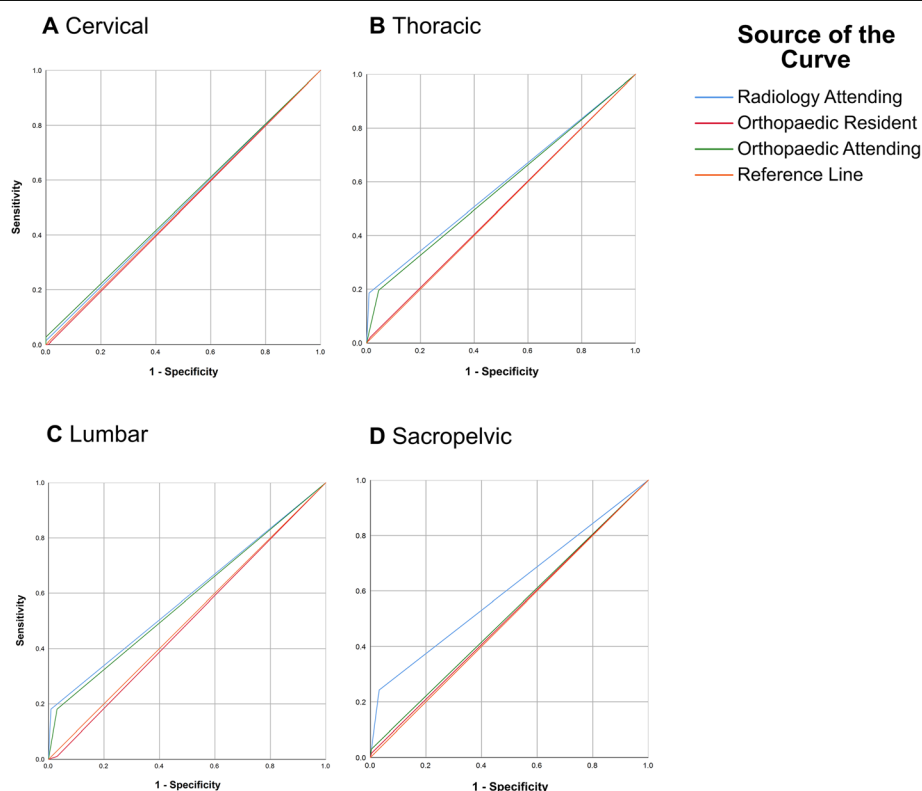 A Cervical
1.0
0.8
0.6
0.4
0.2
0.0
Sensitivity
0.0 0.2 0.4 0.6 0.8 1.0
1 - Specificity
B Thoracic
1.0
0.8
0.6
0.4
0.2
0.0
0.0 0.2 0.4 0.6 0.8 1.0
1 - Specificity
Source of the
Curve
Radiology Attending
Orthopaedic Resident
Orthopaedic Attending
Reference Line
C Lumbar
1.0
0.8
0.6
0.4
0.2
0.0
Sensitivity
0.0 0.2 0.4 0.6 0.8 1.0
1 - Specificity
D Sacropelvic
1.0
0.8
0.6
0.4
0.2
0.0
0.0 0.2 0.4 0.6 0.8 1.0
1 - Specificity